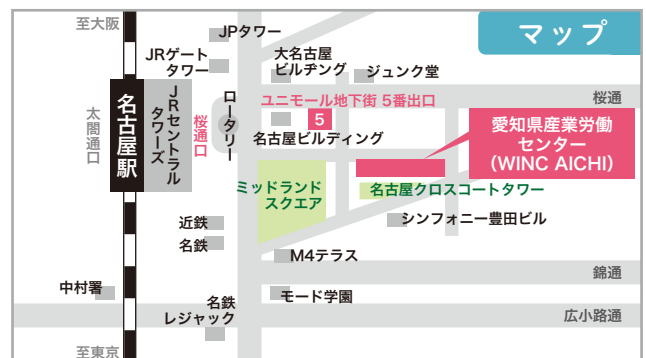 至大阪
JPタワー
マップ
JRゲート
タワー
大名古屋
ビルヂング
ジュンク堂
太閤通口
名古屋駅
JRセントラル
タワーズ
桜通口
ロータリー
ユニモール地下街 5番出口
5
桜通
名古屋ビルディング
愛知県産業労働
センター
(WINC AICHI)
ミッドランド
スクエア
名古屋クロスコートタワー
シンフォニー豊田ビル
近鉄
名鉄
M4テラス
錦通
中村署
モード学園
名鉄
レジャック
広小路通
至東京